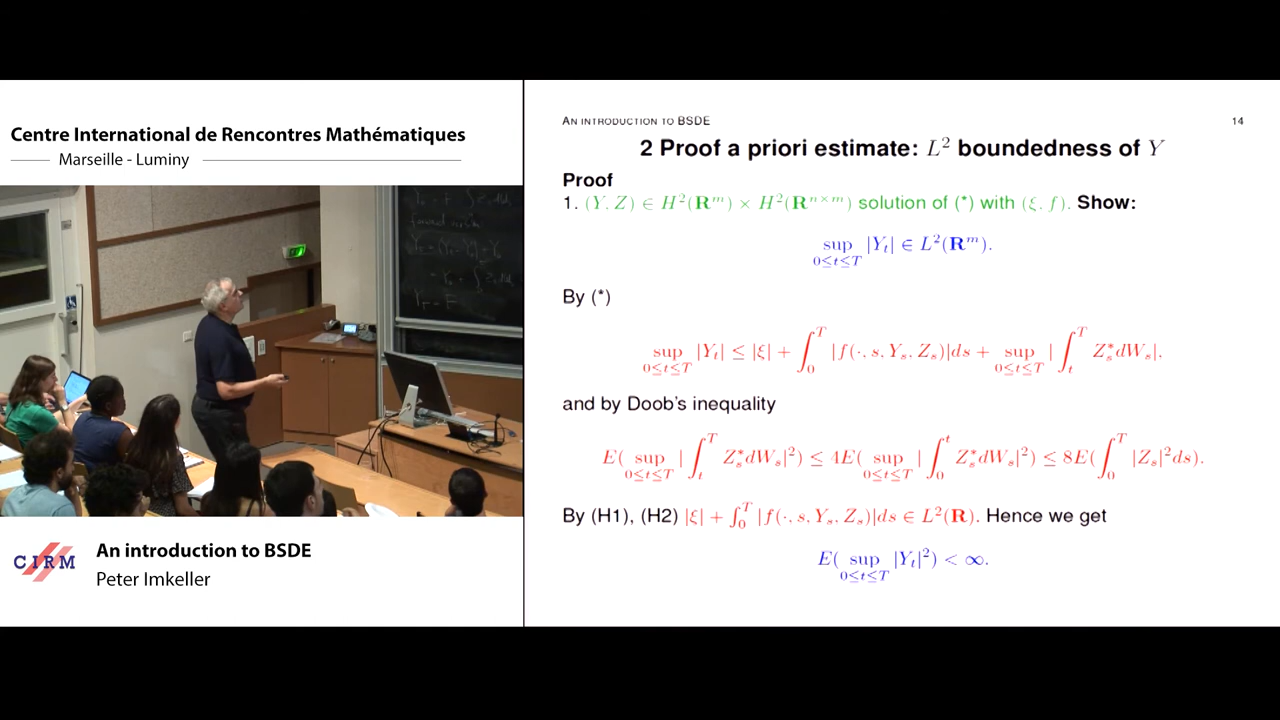 Centre International de Rencontres Mathématiques
Marseille - Luminy
CIRM
An introduction to BSDE
Peter Imkeller
AN INTRODUCTION TO BSDE 14
2 Proof a priori estimate: L² boundedness of Y
Proof
1. (Y, Z) ∈ H²(R^m) × H²(R^{n×m}) solution of (*) with (ξ, f). Show:
sup_{0≤t≤T} |Y_t| ∈ L²(R^m).
By (*)
sup_{0≤t≤T} |Y_t| ≤ |ξ| + ∫_0^T |f(·, s, Y_s, Z_s)|ds + sup_{0≤t≤T} | ∫_t^T Z_s^* dW_s|,
and by Doob's inequality
E( sup_{0≤t≤T} | ∫_t^T Z_s^* dW_s|²) ≤ 4E( sup_{0≤t≤T} | ∫_0^t Z_s^* dW_s|²) ≤ 8E(∫_0^T |Z_s|² ds).
By (H1), (H2) |ξ| + ∫_0^T |f(·, s, Y_s, Z_s)|ds ∈ L²(R). Hence we get
E( sup_{0≤t≤T} |Y_t|²) < ∞.